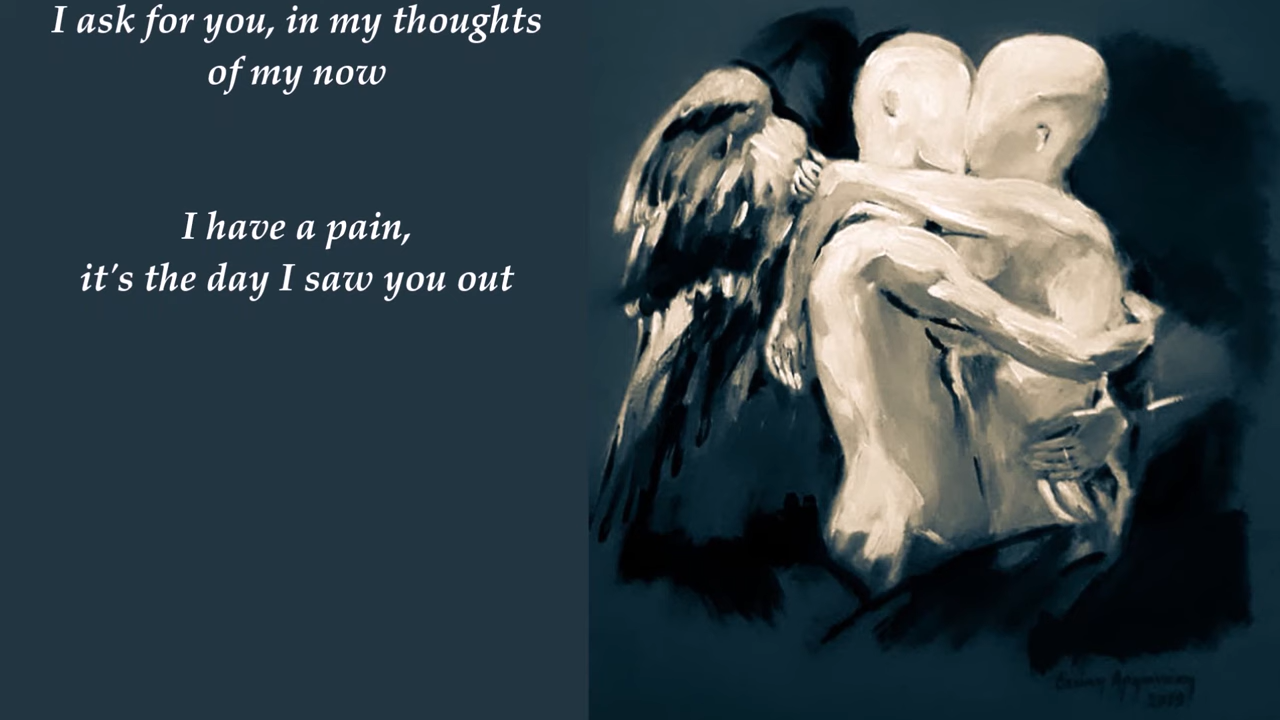 I ask for you, in my thoughts
of my now
I have a pain,
it's the day I saw you out